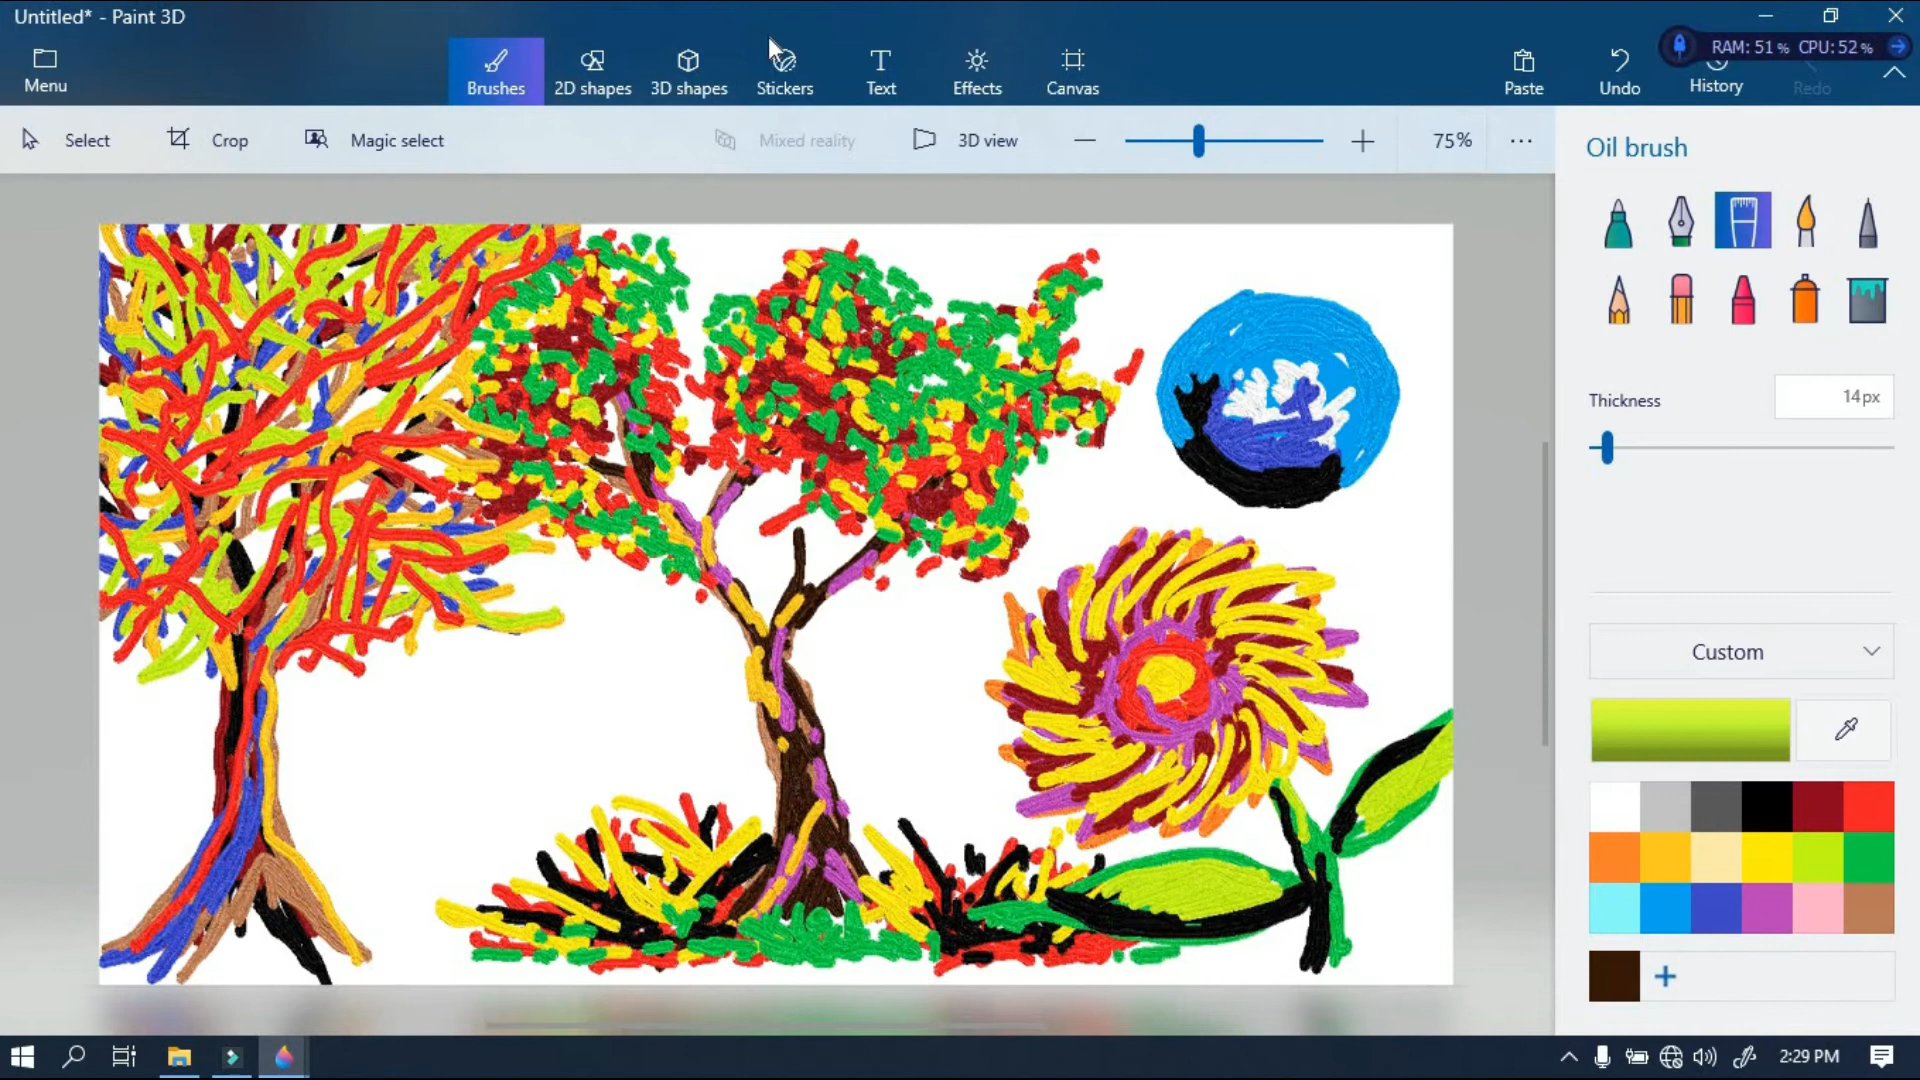 Untitled* - Paint 3D
RAM: 51 % CPU: 52 %
Menu
Brushes
2D shapes
3D shapes
Stickers
Text
Effects
Canvas
Paste
Undo
History
Redo
Select
Crop
Magic select
Mixed reality
3D view
75%
Oil brush
Thickness
14px
Custom
2:29 PM